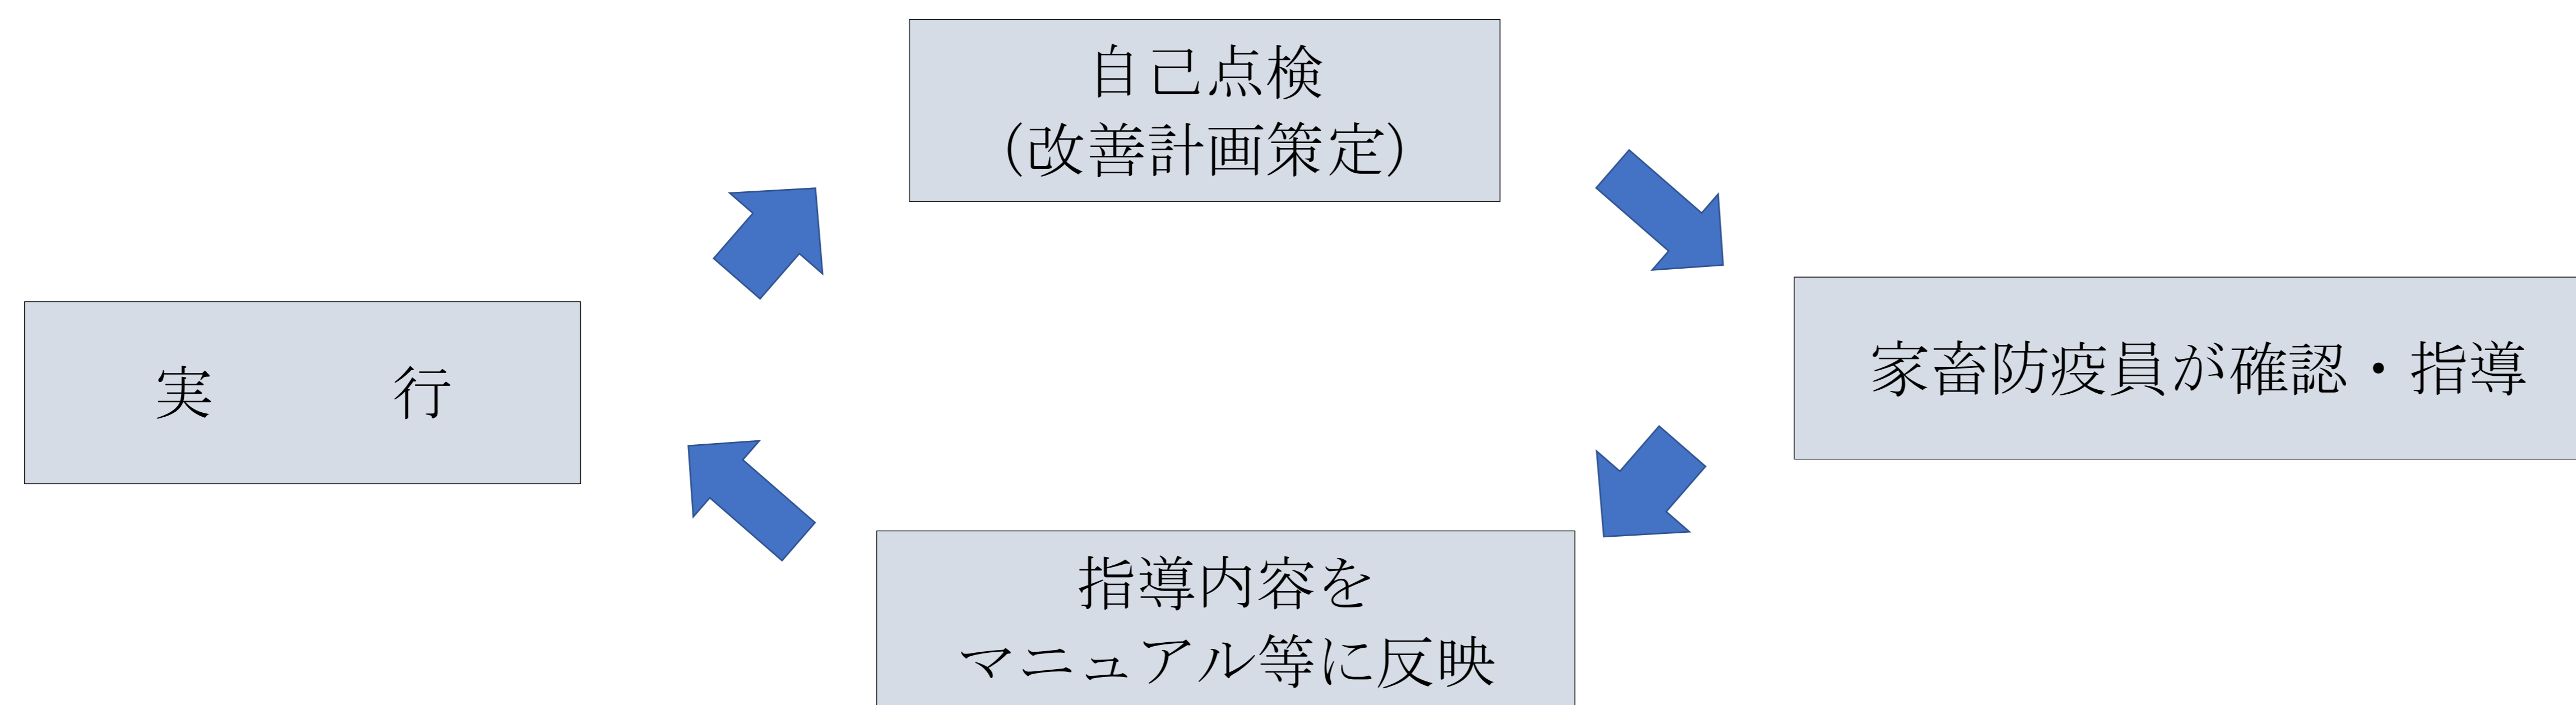 自己点検
（改善計画策定）
家畜防疫員が確認・指導
実　　　行
指導内容を
マニュアル等に反映